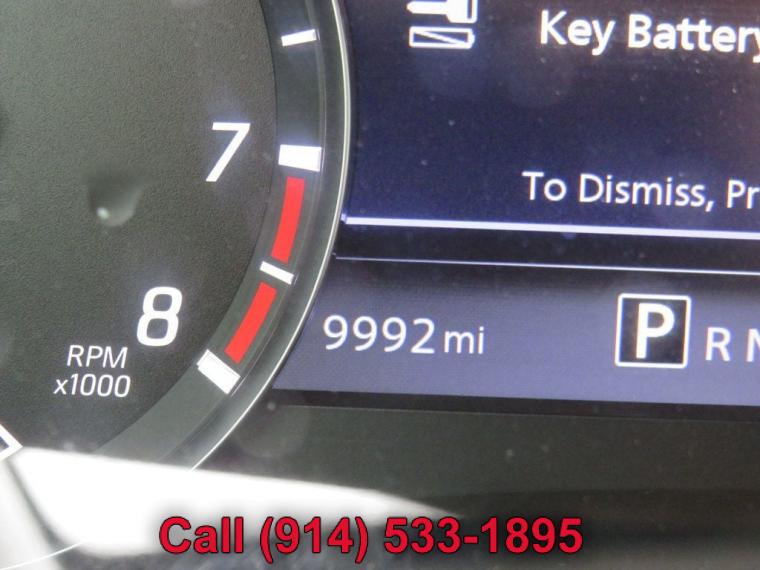 Key Battery
To Dismiss, Pr
7
8
RPM
x1000
9992 mi
P R N
Call (914) 533-1895